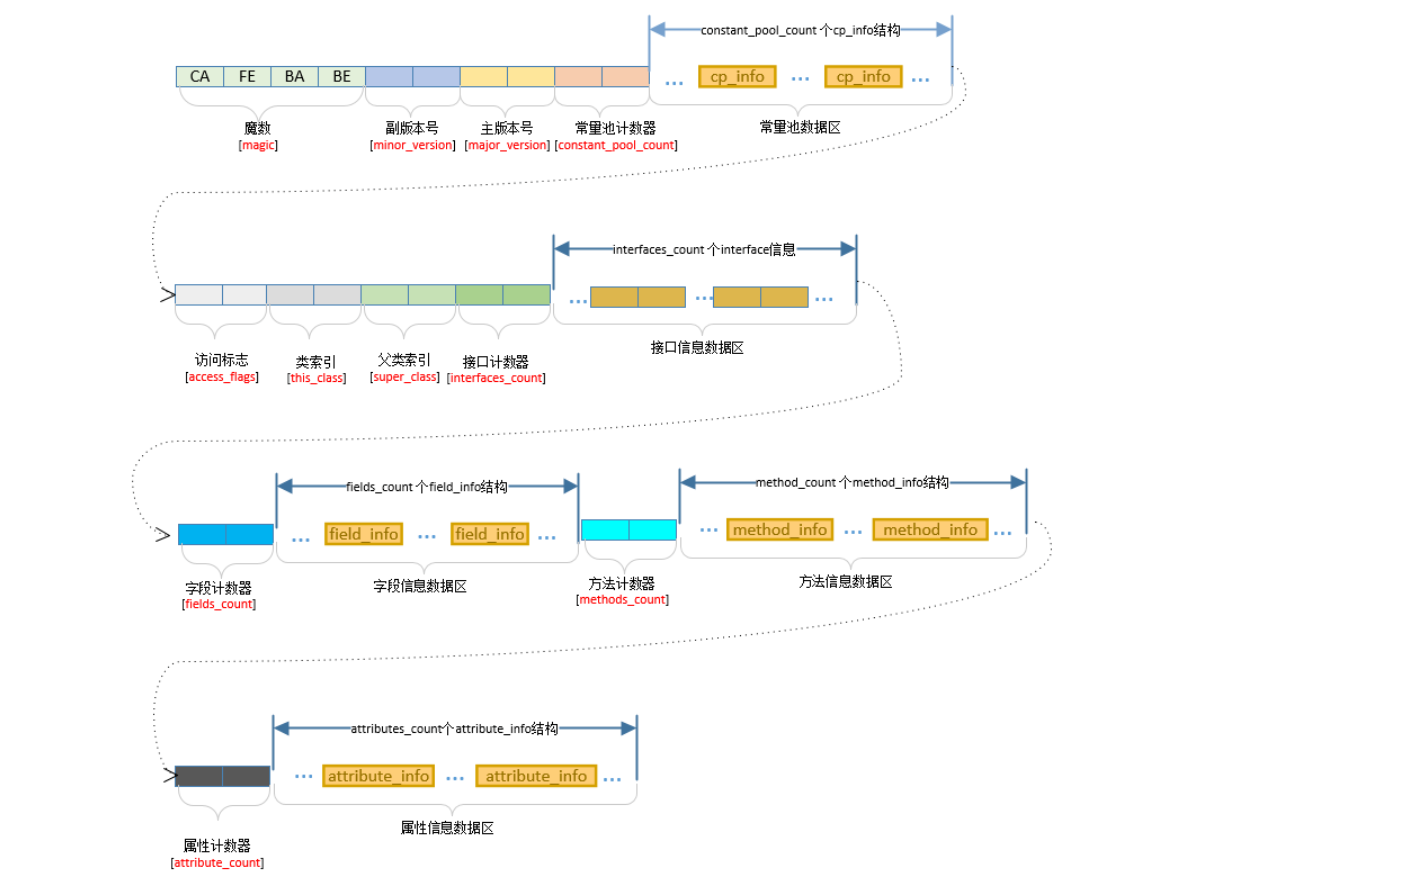 constant_pool_count 个cp_info结构
CA FE BA BE
... cp_info ... cp_info ...
魔数 副版本号 主版本号 常量池计数器 常量池数据区
[magic] [minor_version] [major_version] [constant_pool_count]
interfaces_count 个interface信息
... ... ...
访问标志 类索引 父类索引 接口计数器 接口信息数据区
[access_flags] [this_class] [super_class] [interfaces_count]
fields_count 个field_info结构 method_count 个method_info结构
... field_info ... field_info ... ... method_info ... method_info ...
字段计数器 字段信息数据区 方法计数器 方法信息数据区
[fields_count] [methods_count]
attributes_count个attribute_info结构
... attribute_info ... attribute_info ...
属性计数器 属性信息数据区
[attribute_count]